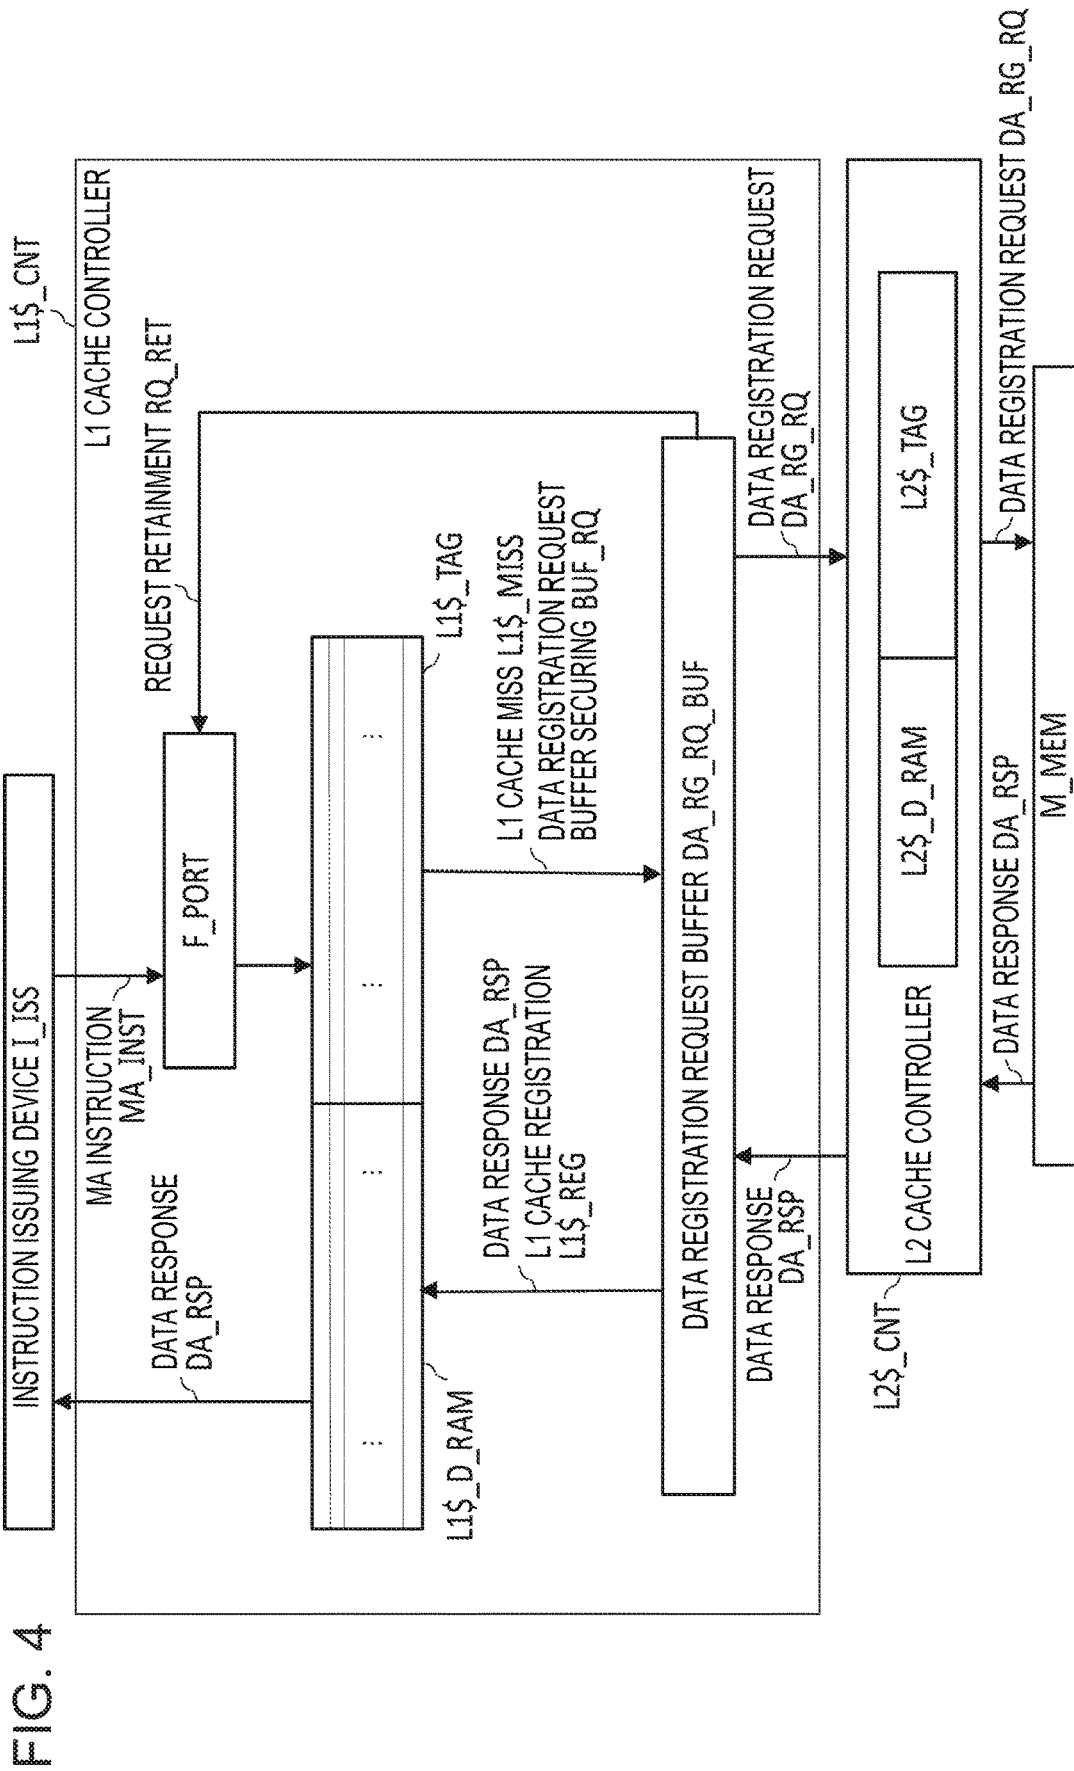 FIG. 4
INSTRUCTION ISSUING DEVICE I_ISS
L1$_CNT
L1 CACHE CONTROLLER
DATA RESPONSE
DA_RSP
MA INSTRUCTION
MA_INST
F_PORT
REQUEST RETAINMENT RQ_RET
...
...
...
...
L1$_D_RAM
L1$_TAG
DATA RESPONSE DA_RSP
L1 CACHE REGISTRATION
L1$_REG
L1 CACHE MISS L1$_MISS
DATA REGISTRATION REQUEST
BUFFER SECURING BUF_RQ
DATA REGISTRATION REQUEST BUFFER DA_RG_RQ_BUF
DATA RESPONSE
DA_RSP
DATA REGISTRATION REQUEST
DA_RG_RQ
L2$_CNT
L2 CACHE CONTROLLER
L2$_D_RAM
L2$_TAG
DATA RESPONSE DA_RSP
DATA REGISTRATION REQUEST DA_RG_RQ
M_MEM